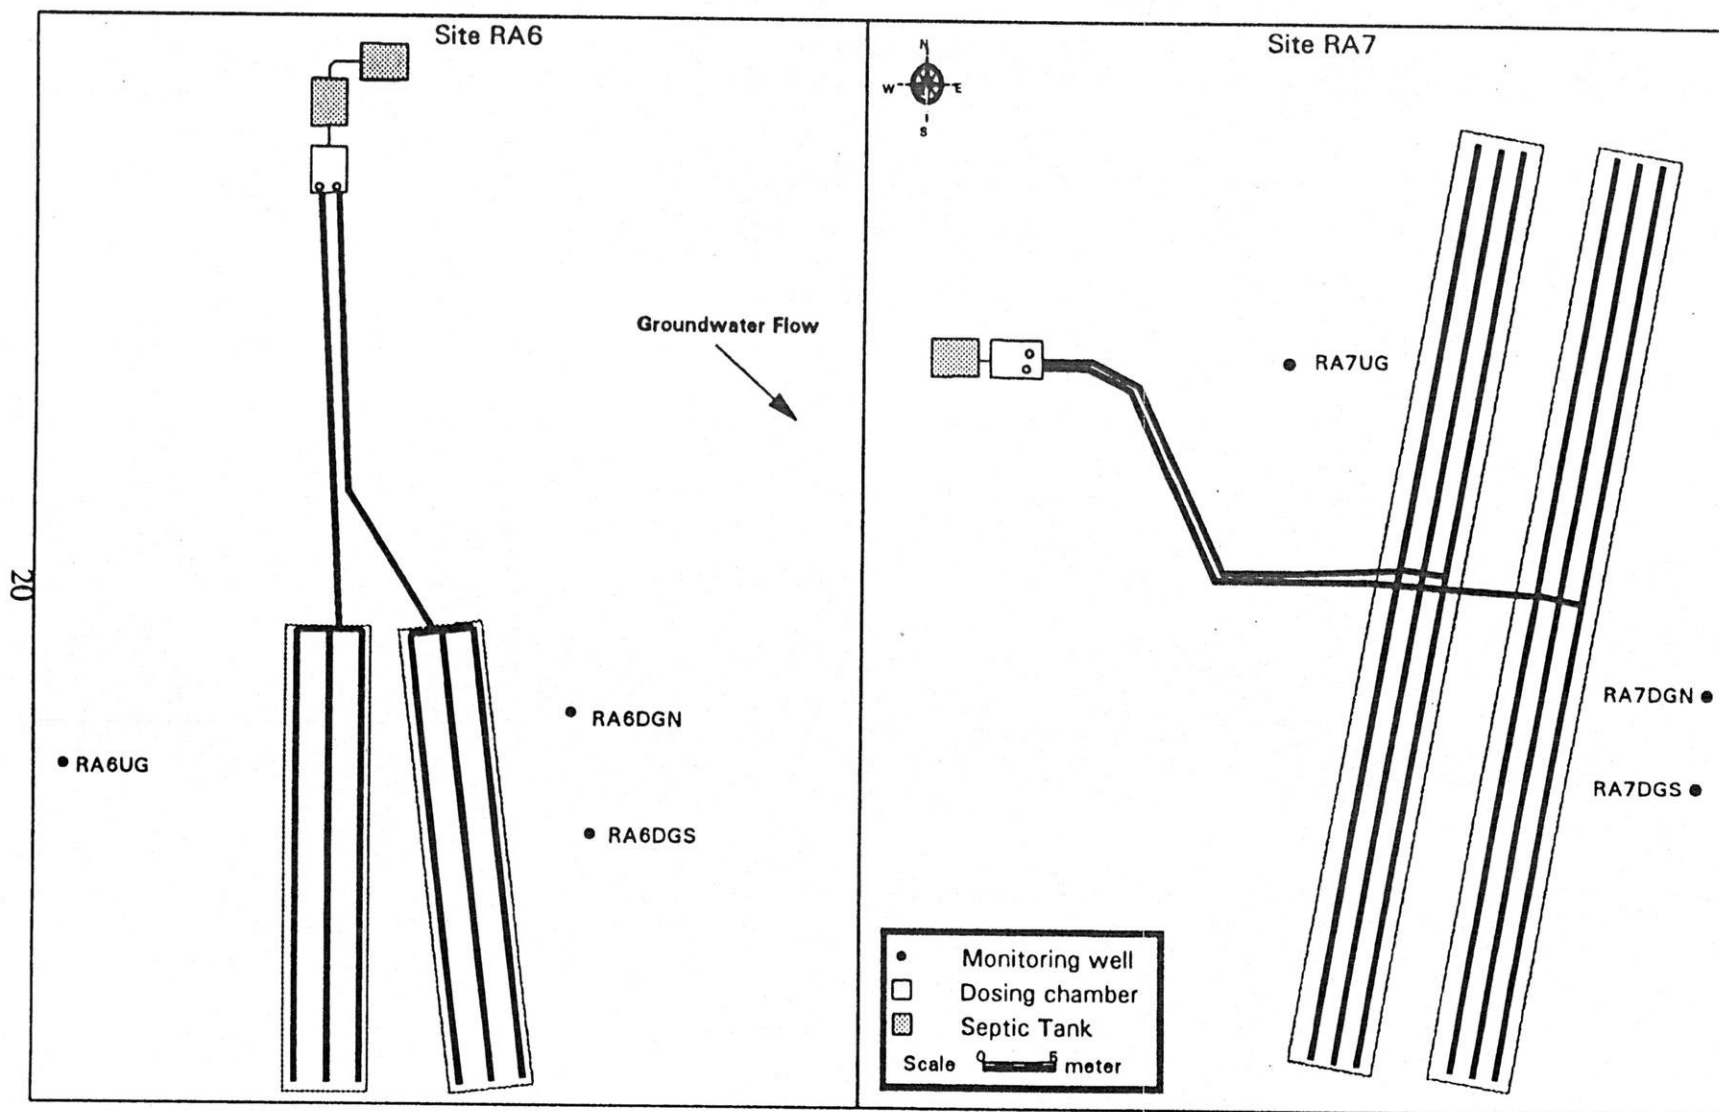 Site RA6
Groundwater Flow
RA6DGN
RA6UG
RA6DGS
20
Site RA7
N
W E
S
RA7UG
RA7DGN
RA7DGS
Monitoring well
Dosing chamber
Septic Tank
Scale 0 5 meter